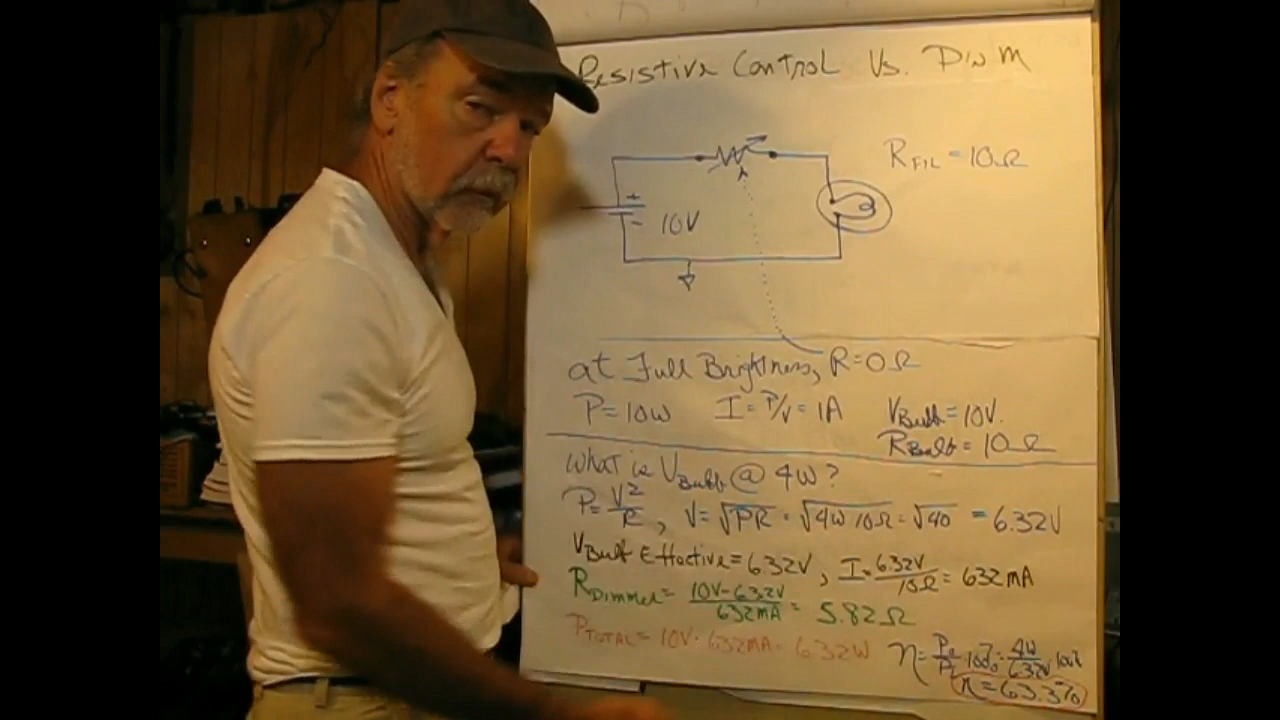 Resistive Control Vs. PWM
RFIL = 10Ω
+
- 10V
at Full Brightness, R=0Ω
P=10W I=P/V=1A VBulb=10V.
RBulb=10Ω
What is VBulb @ 4W?
P=V²/R, V=√PR = √4W 10Ω = √40 = 6.32V
VBulb Effective=6.32V, I=6.32V/10Ω=632mA
RDimmer= 10V-6.32V/632mA = 5.82Ω
PTOTAL=10V·632mA=6.32W
η=Po/Pi 100% = 4W/6.32W 100%
η=63.3%